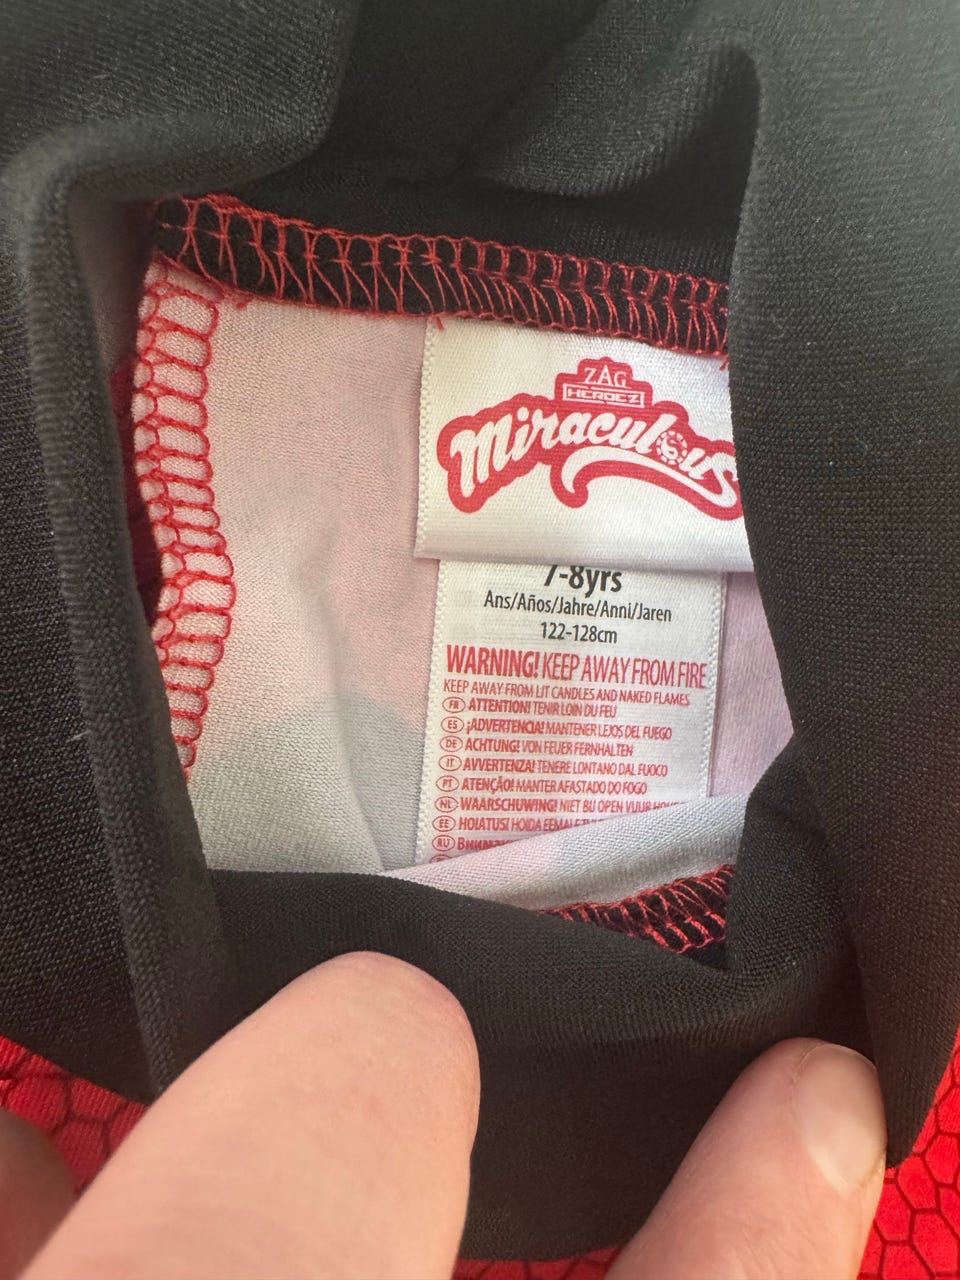 ZAG
HEROEZ
Miraculous
7-8yrs
Ans/Años/Jahre/Anni/Jaren
122-128cm
WARNING! KEEP AWAY FROM FIRE
KEEP AWAY FROM LIT CANDLES AND NAKED FLAMES
FR ATTENTION! TENIR LOIN DU FEU
ES ¡ADVERTENCIA! MANTENER LEJOS DEL FUEGO
DE ACHTUNG! VON FEUER FERNHALTEN
IT AVVERTENZA! TENERE LONTANO DAL FUOCO
PT ATENÇÃO! MANTER AFASTADO DO FOGO
NL WAARSCHUWING! NIET BIJ OPEN VUUR
EE HOIATUS! HOIDA
RU